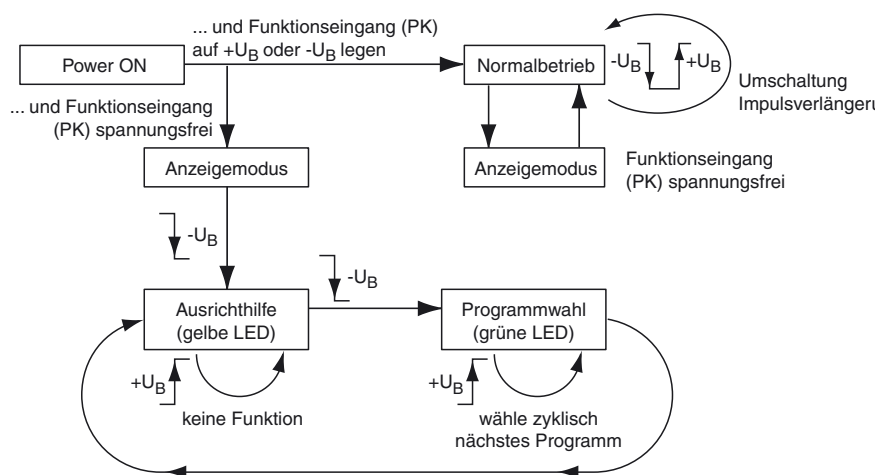 ... und Funktionseingang (PK)
auf +UB oder -UB legen
Power ON
Normalbetrieb
-UB
+UB
Umschaltung
Impulsverlängeru
... und Funktionseingang
(PK) spannungsfrei
Anzeigemodus
Anzeigemodus
Funktionseingang
(PK) spannungsfrei
-UB
-UB
Ausrichthilfe
(gelbe LED)
Programmwahl
(grüne LED)
+UB
keine Funktion
+UB
wähle zyklisch
nächstes Programm